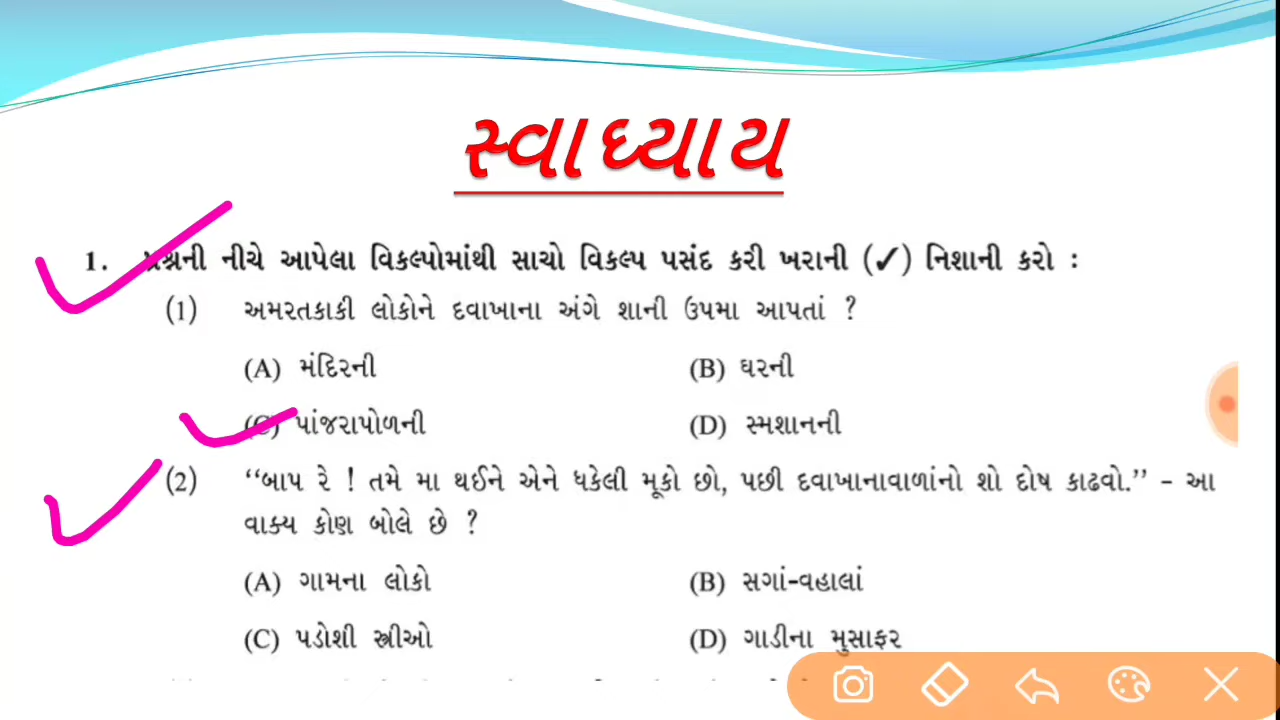 સ્વાધ્યાય
1. પ્રશ્નની નીચે આપેલા વિકલ્પોમાંથી સાચો વિકલ્પ પસંદ કરી ખરાની (✓) નિશાની કરો :
(1) અમરતકાકી લોકોને દવાખાના અંગે શાની ઉપમા આપતાં ?
(A) મંદિરની (B) ઘરની
(C) પાંજરાપોળની (D) સ્મશાનની
(2) “બાપ રે ! તમે મા થઈને એને ધકેલી મૂકો છો, પછી દવાખાનાવાળાંનો શો દોષ કાઢવો.” – આ
વાક્ય કોણ બોલે છે ?
(A) ગામના લોકો (B) સગાં-વહાલાં
(C) પડોશી સ્ત્રીઓ (D) ગાડીના મુસાફર